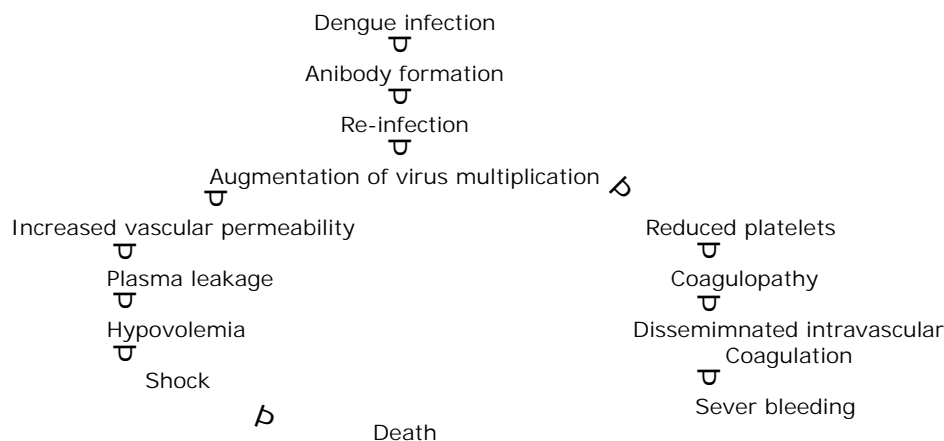 Dengue infection
Anibody formation
Re-infection
Augmentation of virus multiplication
Increased vascular permeability
Reduced platelets
Plasma leakage
Coagulopathy
Hypovolemia
Dissemimnated intravascular
Coagulation
Shock
Sever bleeding
Death